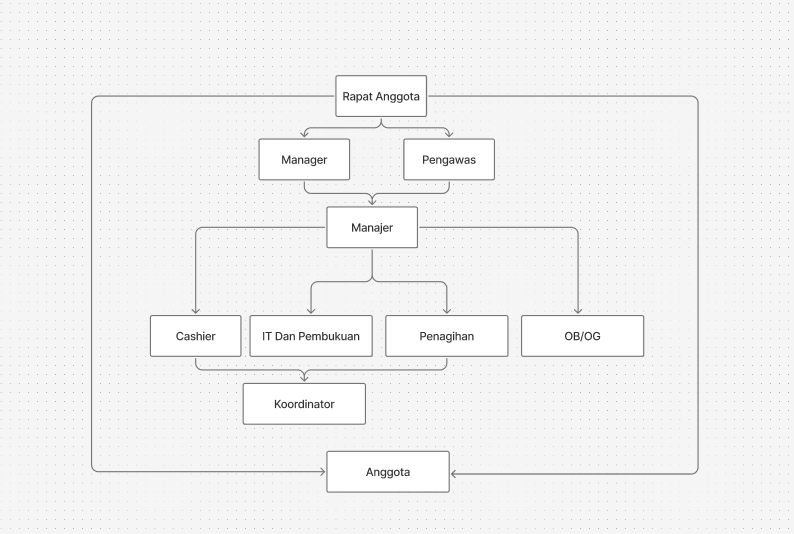 Rapat Anggota
Manager
Pengawas
Manajer
Cashier
IT Dan Pembukuan
Penagihan
OB/OG
Koordinator
Anggota